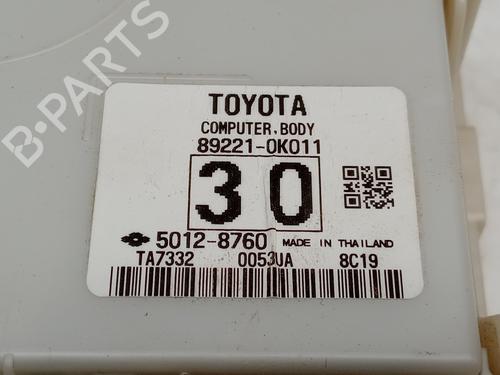 B-PARTS
TOYOTA
COMPUTER, BODY
89221-0K011
30
5012-8760 MADE IN THAILAND
TA7332 0053UA 8C19